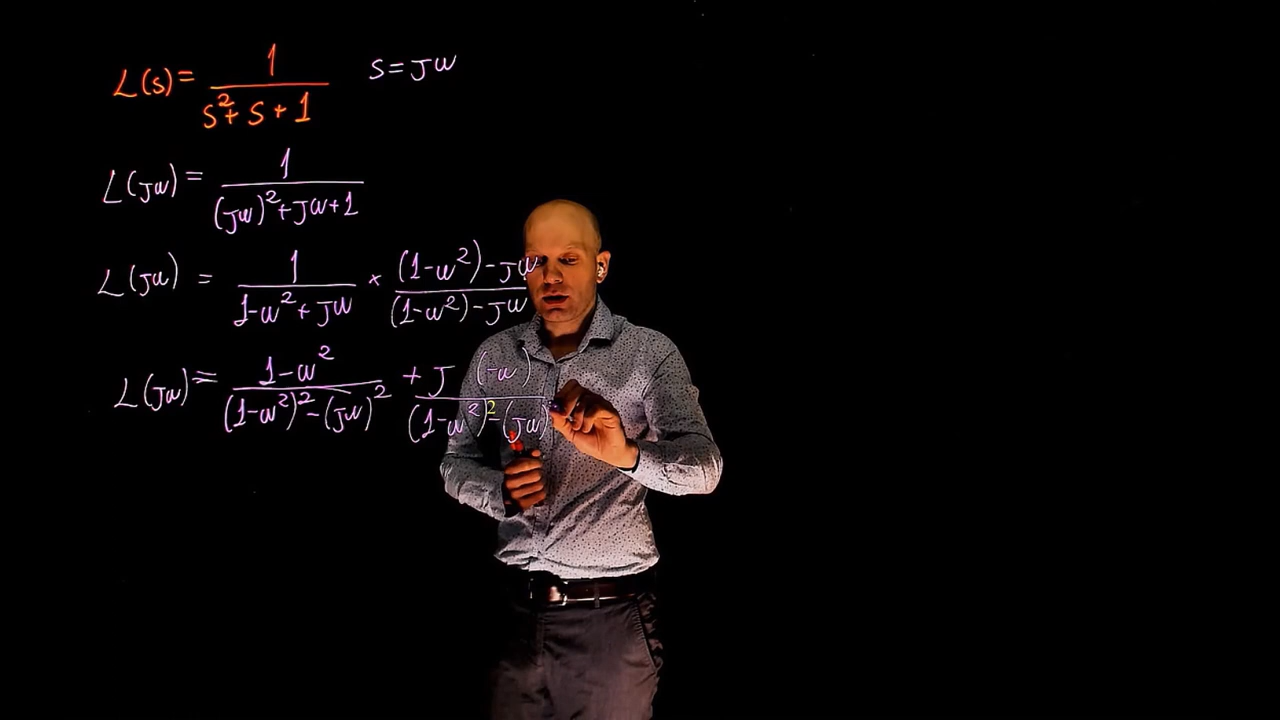 L(s) = 1 / (s² + s + 1)    s = jω
L(jω) = 1 / ((jω)² + jω + 1)
L(jω) = 1 / (1-ω² + jω) × ((1-ω²) - jω) / ((1-ω²) - jω)
L(jω) = (1-ω²) / ((1-ω²)² - (jω)²) + j (-ω) / ((1-ω²)² - (jω)